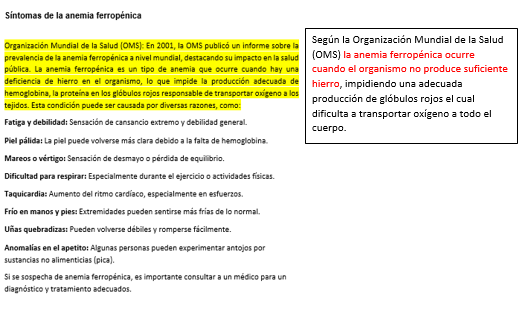 Síntomas de la anemia ferropénica
Organización Mundial de la Salud (OMS): En 2001, la OMS publicó un informe sobre la
prevalencia de la anemia ferropénica a nivel mundial, destacando su impacto en la salud
pública. La anemia ferropénica es un tipo de anemia que ocurre cuando hay una
deficiencia de hierro en el organismo, lo que impide la producción adecuada de
hemoglobina, la proteína en los glóbulos rojos responsable de transportar oxígeno a los
tejidos. Esta condición puede ser causada por diversas razones, como:
Fatiga y debilidad: Sensación de cansancio extremo y debilidad general.
Piel pálida: La piel puede volverse más clara debido a la falta de hemoglobina.
Mareos o vértigo: Sensación de desmayo o pérdida de equilibrio.
Dificultad para respirar: Especialmente durante el ejercicio o actividades físicas.
Taquicardia: Aumento del ritmo cardíaco, especialmente en esfuerzos.
Frío en manos y pies: Extremidades pueden sentirse más frías de lo normal.
Uñas quebradizas: Pueden volverse débiles y romperse fácilmente.
Anomalías en el apetito: Algunas personas pueden experimentar antojos por
sustancias no alimenticias (pica).
Si se sospecha de anemia ferropénica, es importante consultar a un médico para un
diagnóstico y tratamiento adecuados.
Según la Organización Mundial de la Salud
(OMS) la anemia ferropénica ocurre
cuando el organismo no produce suficiente
hierro, impidiendo una adecuada
producción de glóbulos rojos el cual
dificulta a transportar oxígeno a todo el
cuerpo.